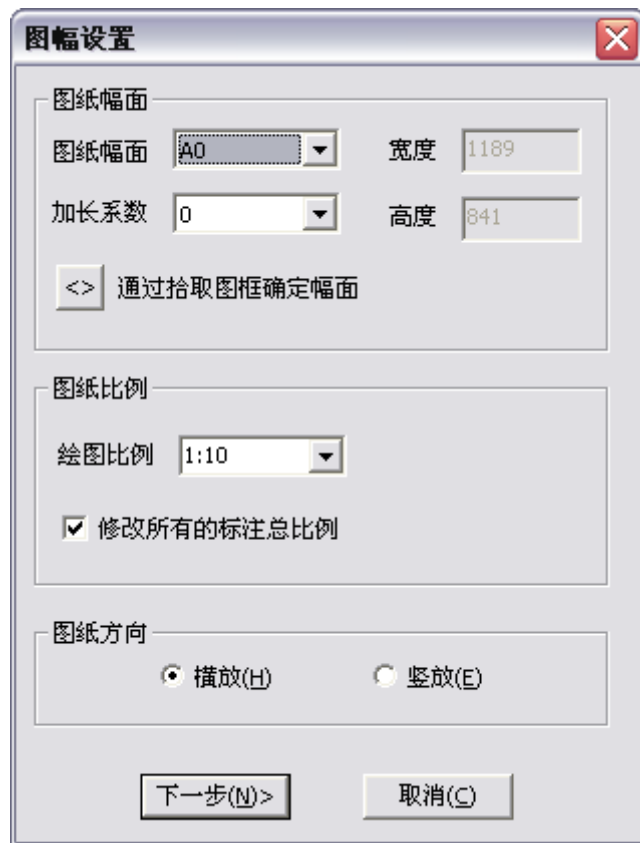 图幅设置
图纸幅面
图纸幅面 A0 宽度 1189
加长系数 0 高度 841
<> 通过拾取图框确定幅面
图纸比例
绘图比例 1:10
修改所有的标注总比例
图纸方向
横放(H) 竖放(E)
下一步(N)> 取消(C)